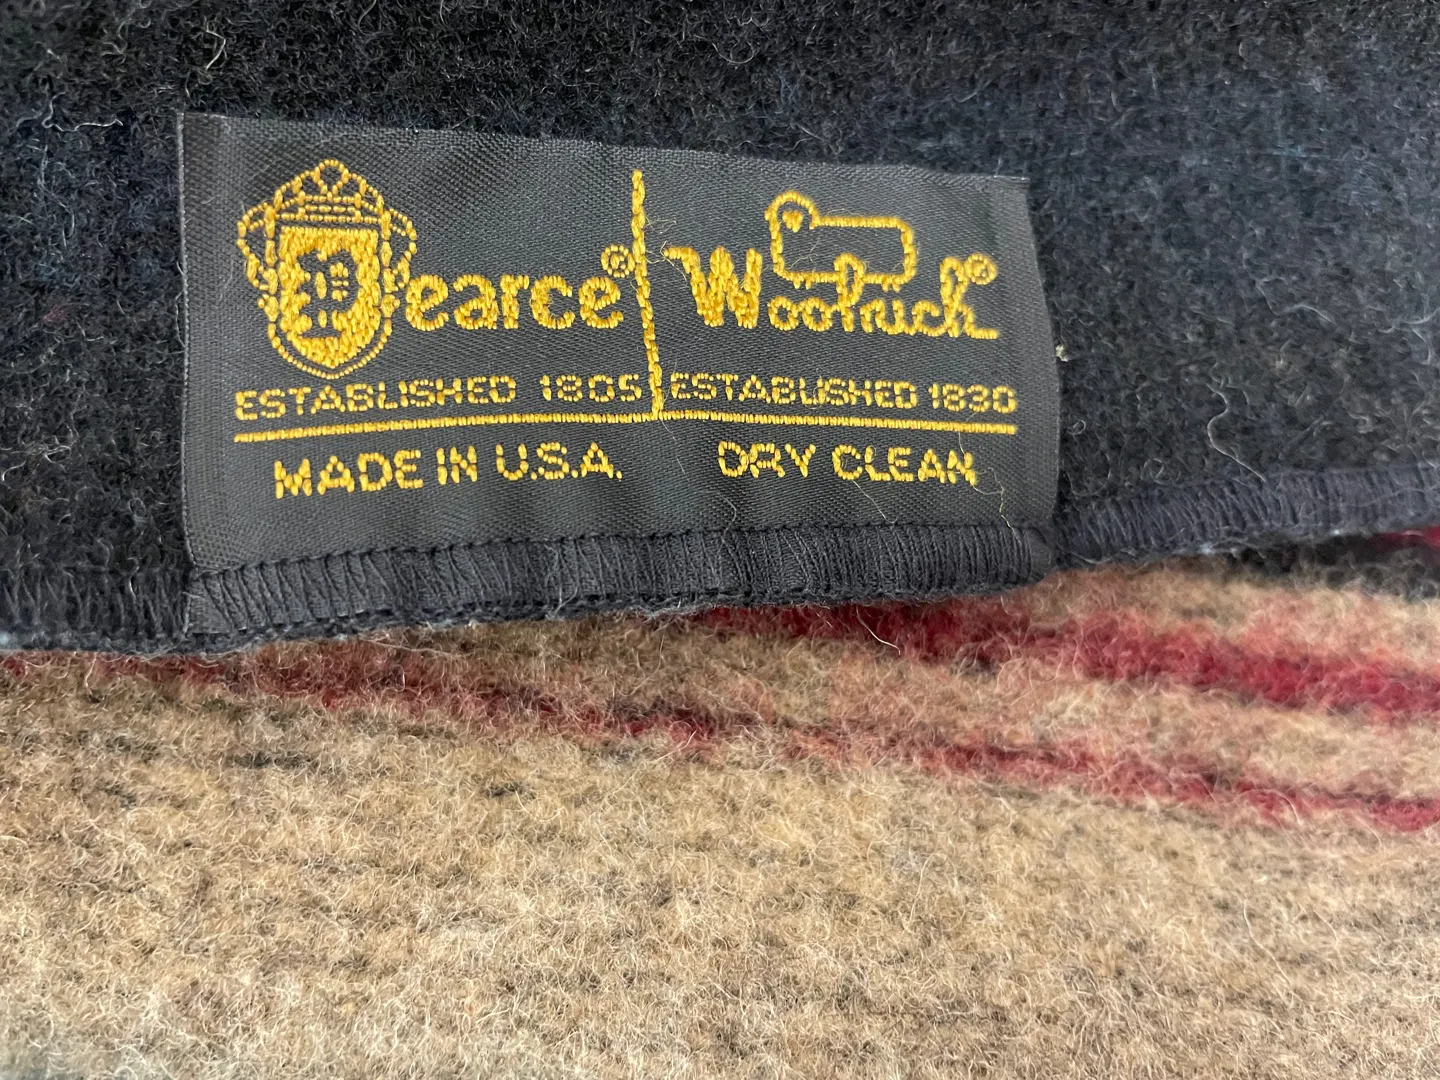 Pearce® Woolrich®
ESTABLISHED 1805 ESTABLISHED 1830
MADE IN U.S.A. DRY CLEAN